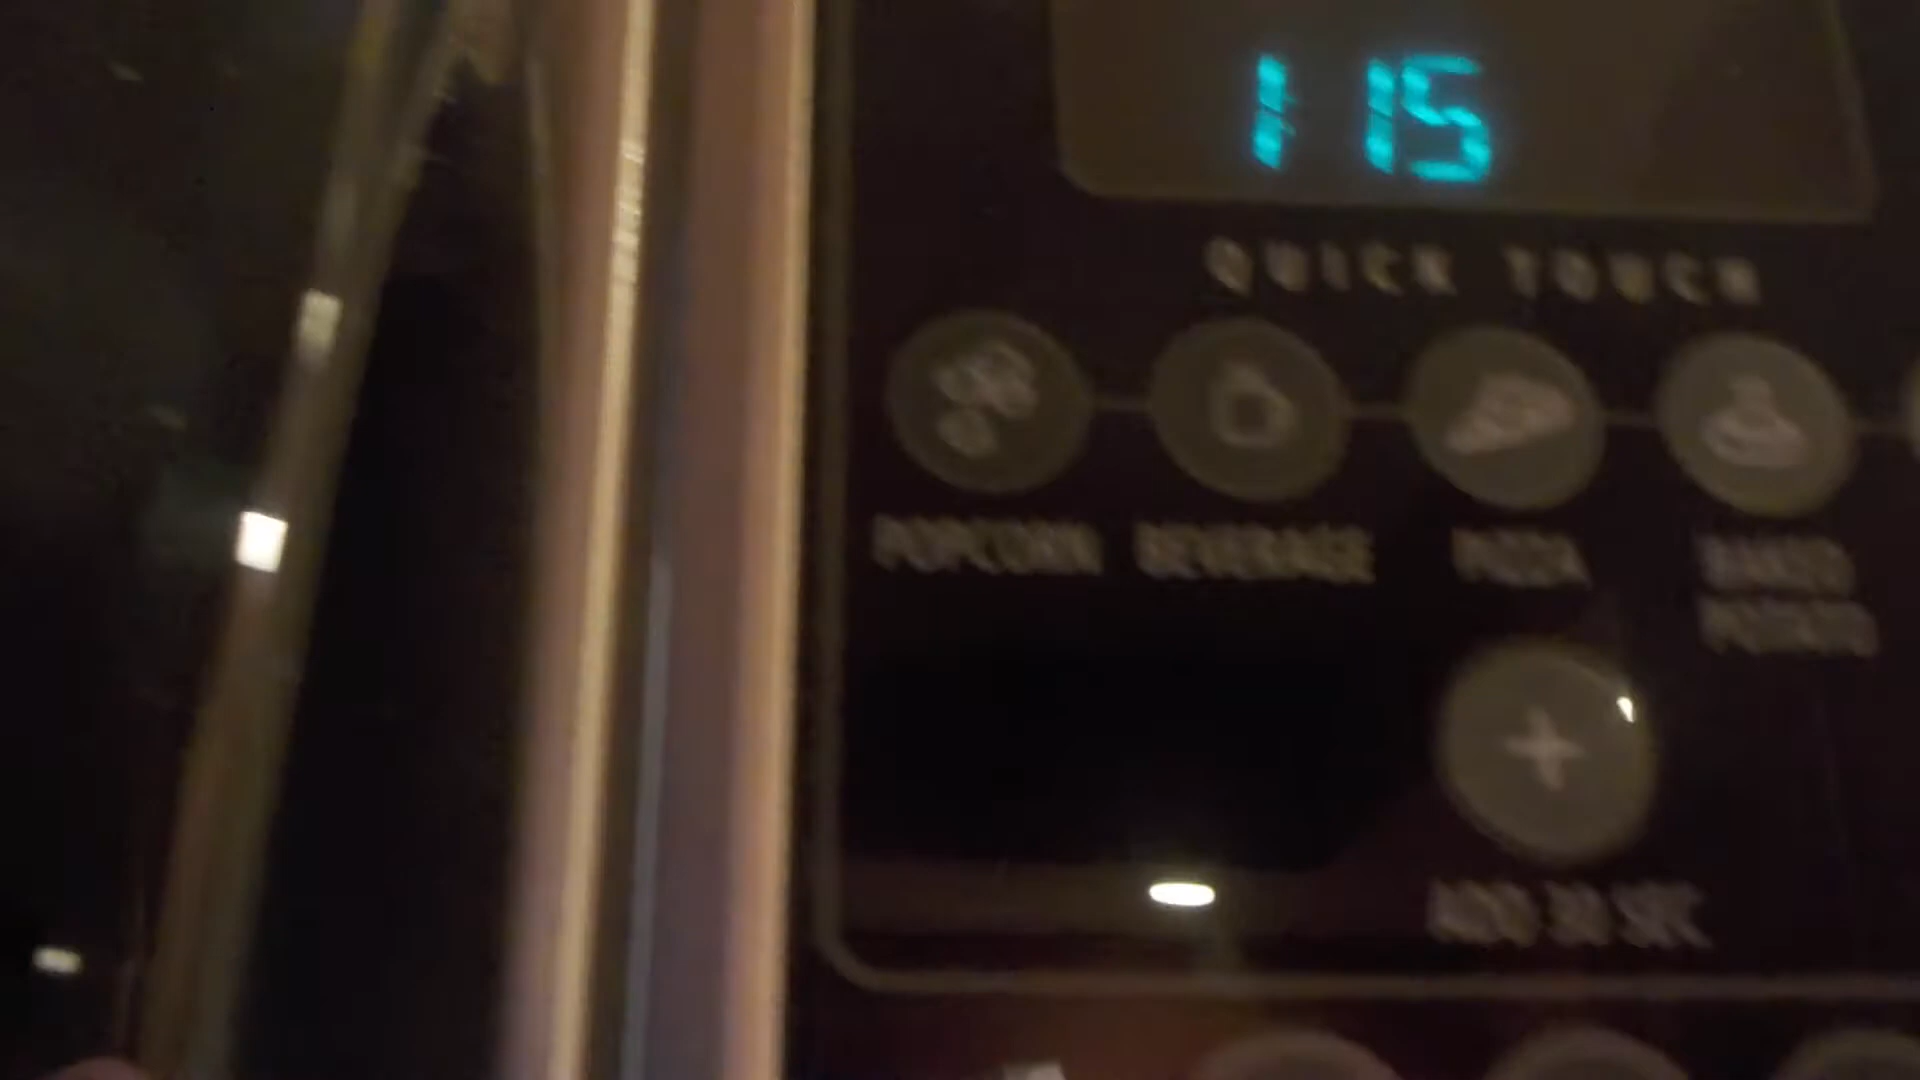 1 15
QUICK TOUCH
POPCORN BEVERAGE PIZZA BAKED
POTATO
ADD 30 SEC